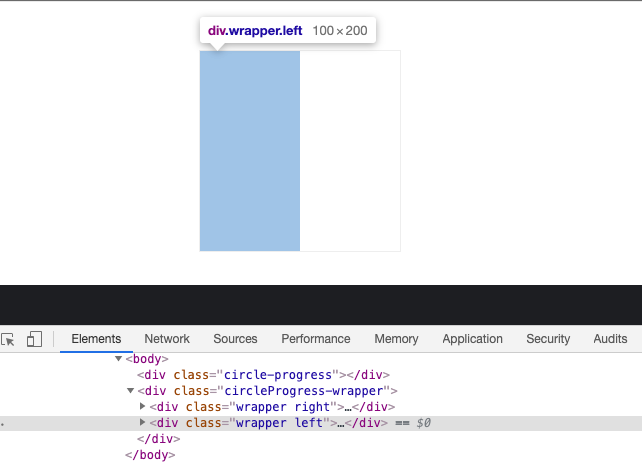 div.wrapper.left 100 × 200
Elements Network Sources Performance Memory Application Security Audits
▼<body>
<div class="circle-progress"></div>
▼<div class="circleProgress-wrapper">
▶<div class="wrapper right">…</div>
▶<div class="wrapper left">…</div> == $0
</div>
</body>